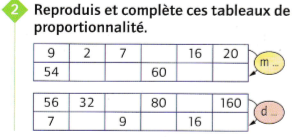 2 Reproduis et complète ces tableaux de
proportionnalité.
9 2 7 16 20
54 60
m ...
56 32 80 160
7 9 16
d ...